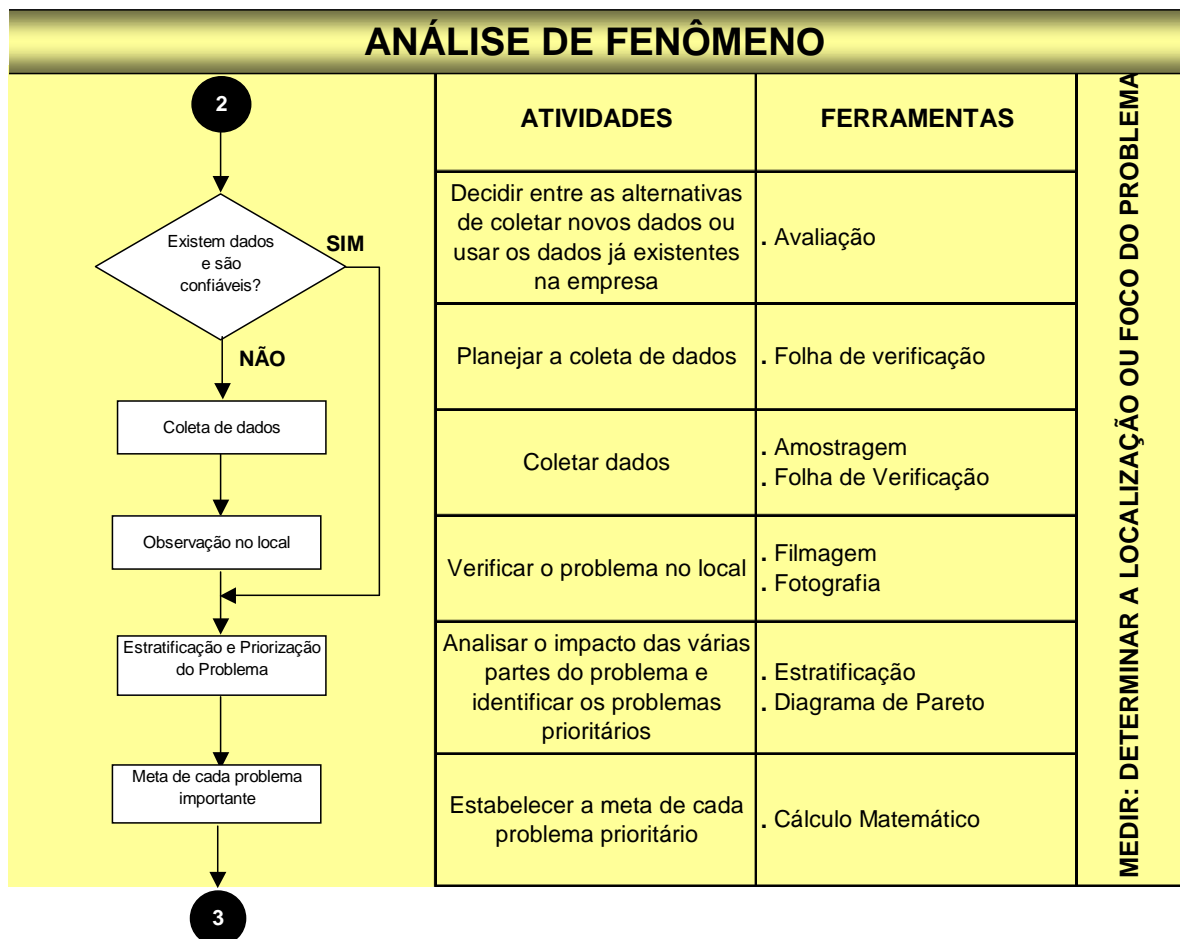 ANÁLISE DE FENÔMENO
2
Existem dados
e são
confiáveis?
SIM
NÃO
Coleta de dados
Observação no local
Estratificação e Priorização
do Problema
Meta de cada problema
importante
3
ATIVIDADES
FERRAMENTAS
Decidir entre as alternativas
de coletar novos dados ou
usar os dados já existentes
na empresa
. Avaliação
Planejar a coleta de dados
. Folha de verificação
Coletar dados
. Amostragem
. Folha de Verificação
Verificar o problema no local
. Filmagem
. Fotografia
Analisar o impacto das várias
partes do problema e
identificar os problemas
prioritários
. Estratificação
. Diagrama de Pareto
Estabelecer a meta de cada
problema prioritário
. Cálculo Matemático
MEDIR: DETERMINAR A LOCALIZAÇÃO OU FOCO DO PROBLEMA